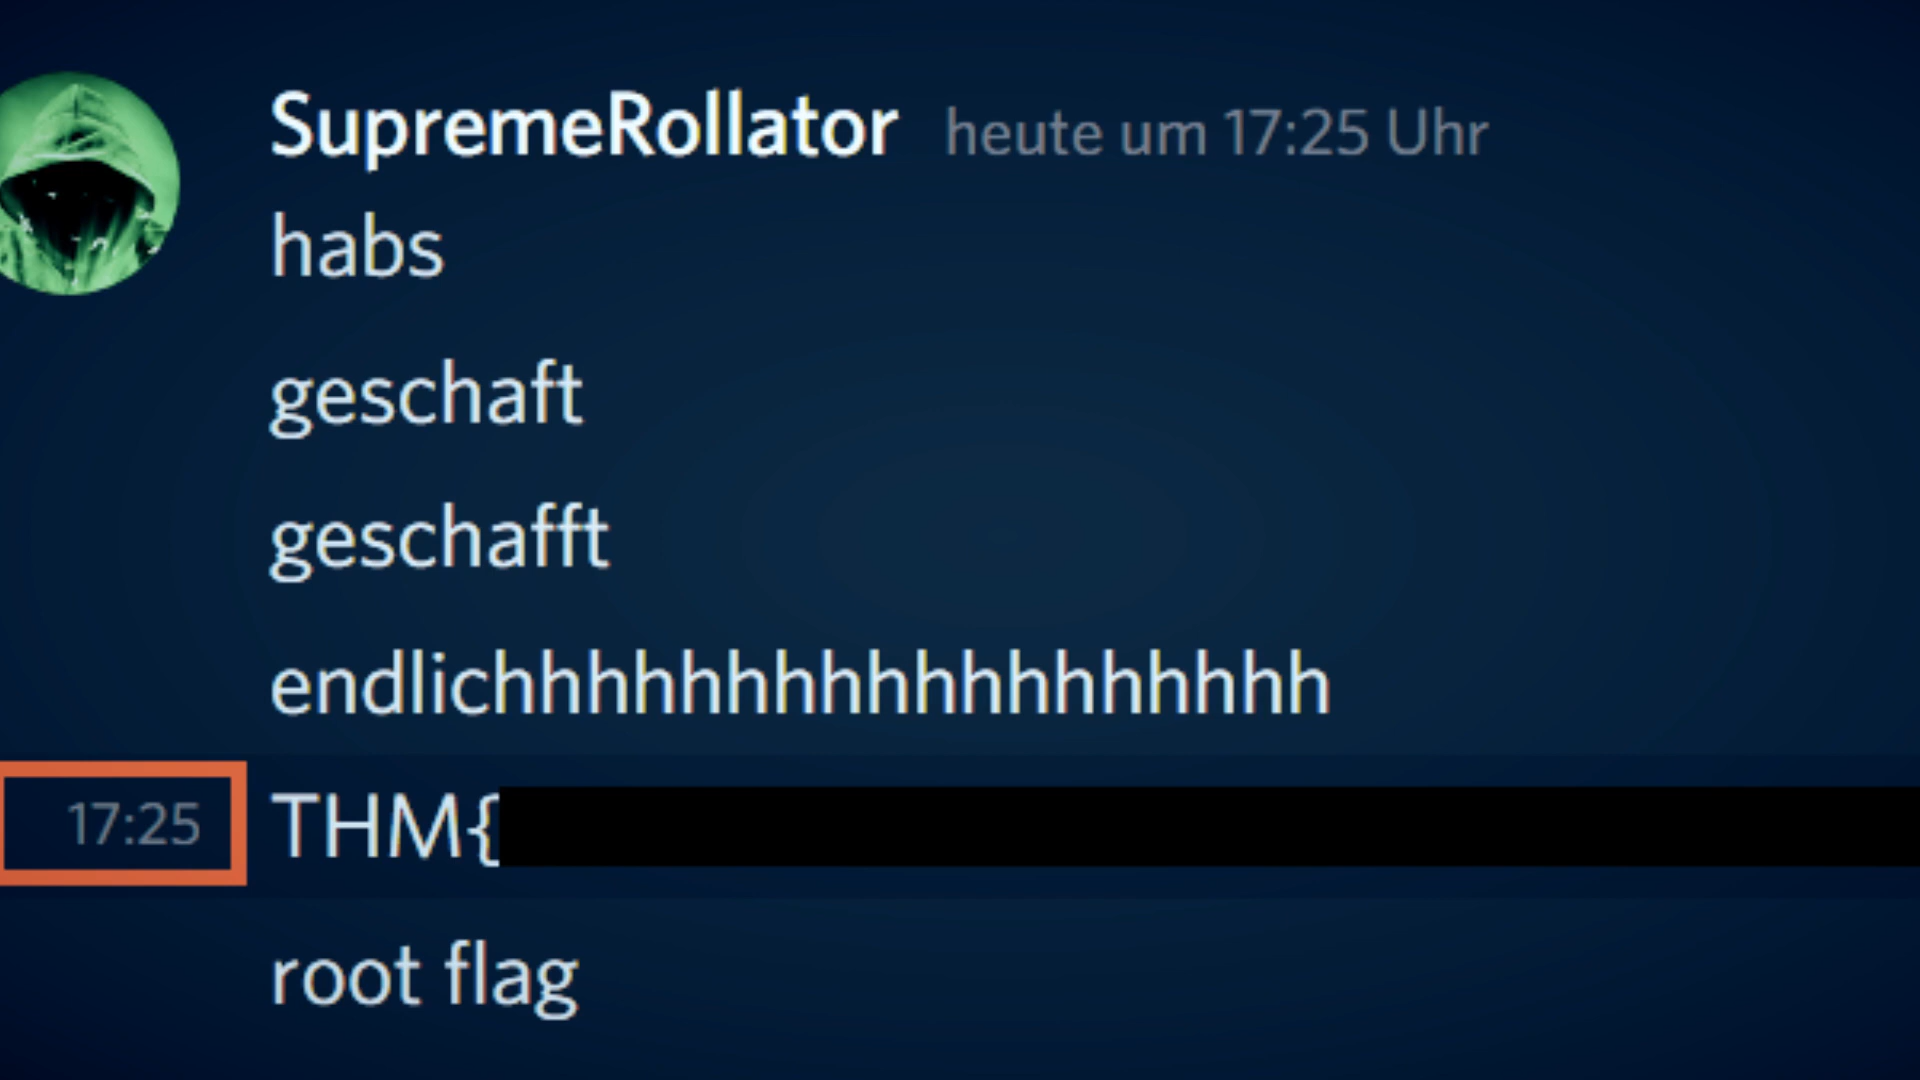 SupremeRollator heute um 17:25 Uhr
habs
geschaft
geschafft
endlichhhhhhhhhhhhhhhhhh
17:25 THM{
root flag